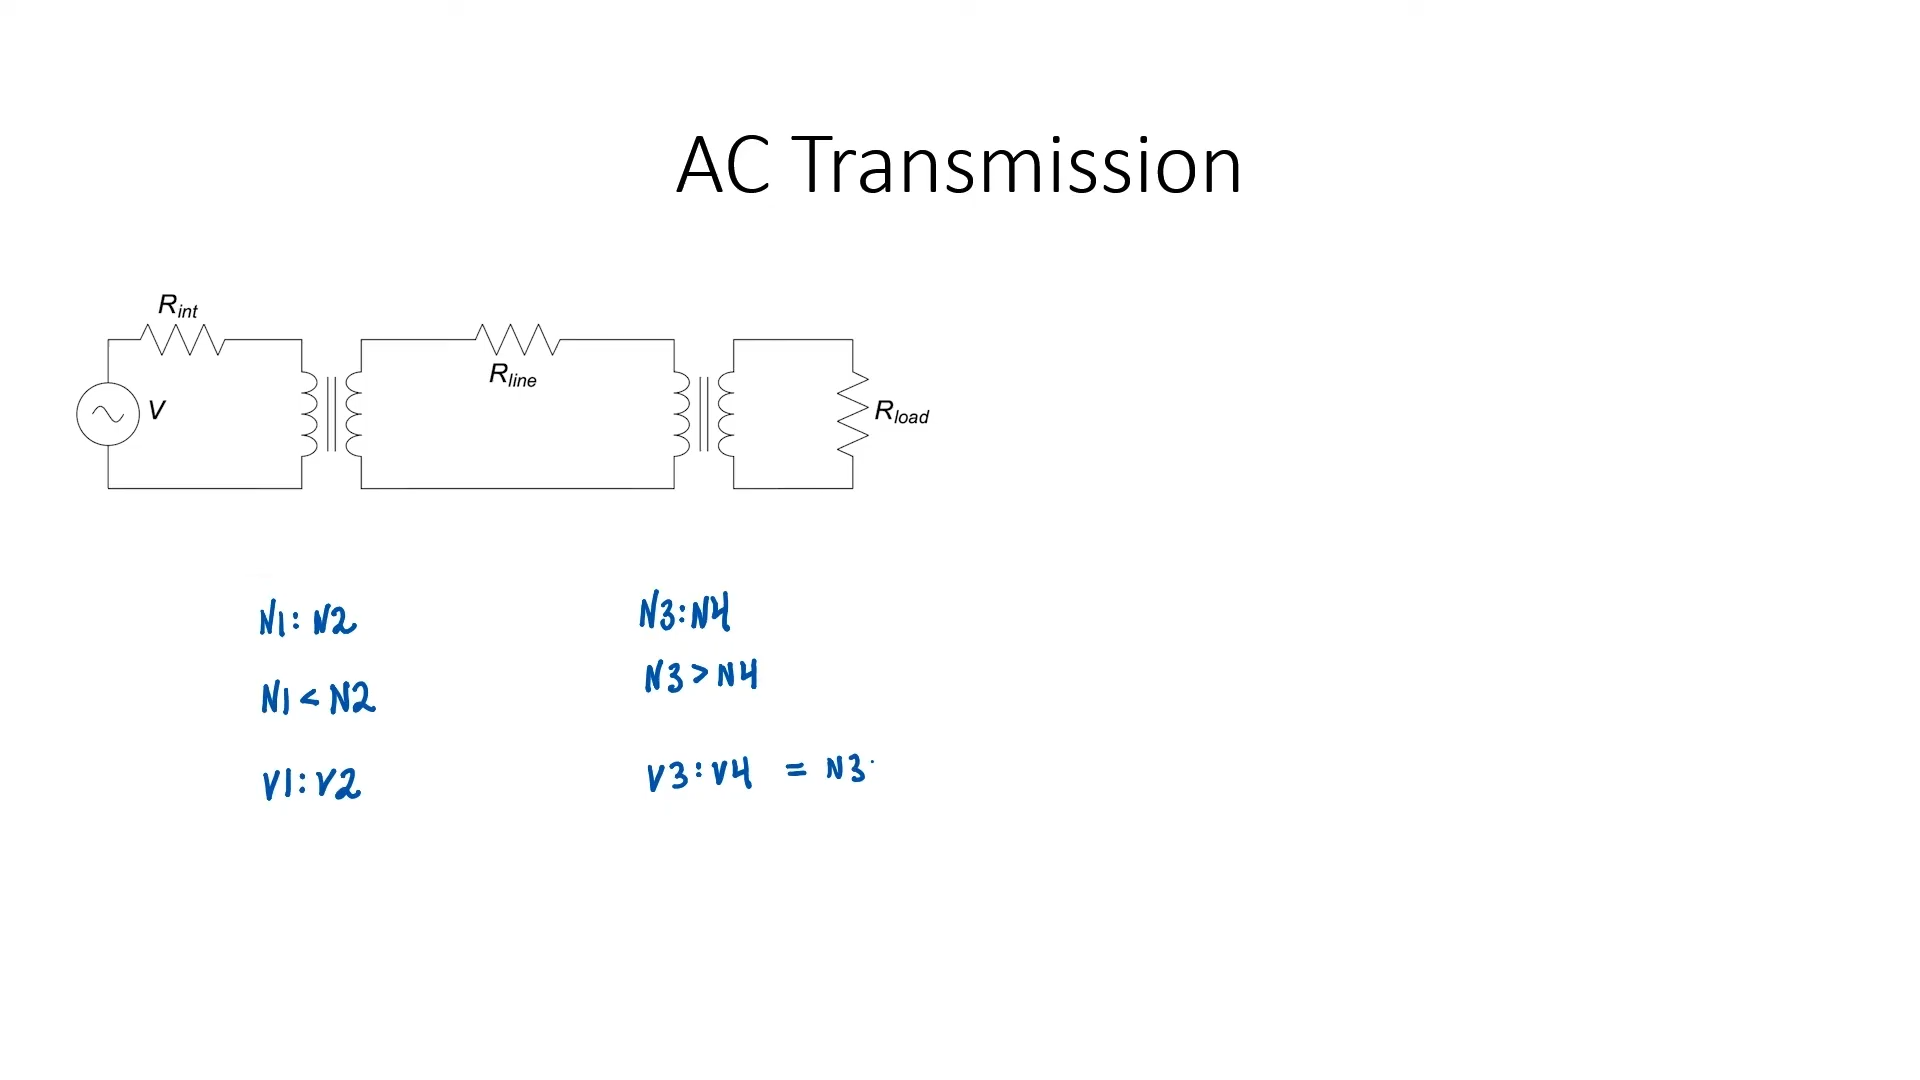 AC Transmission
Rint
Rline
V
Rload
N1: N2
N3:N4
N1 < N2
N3 > N4
V1:V2
V3:V4 = N3